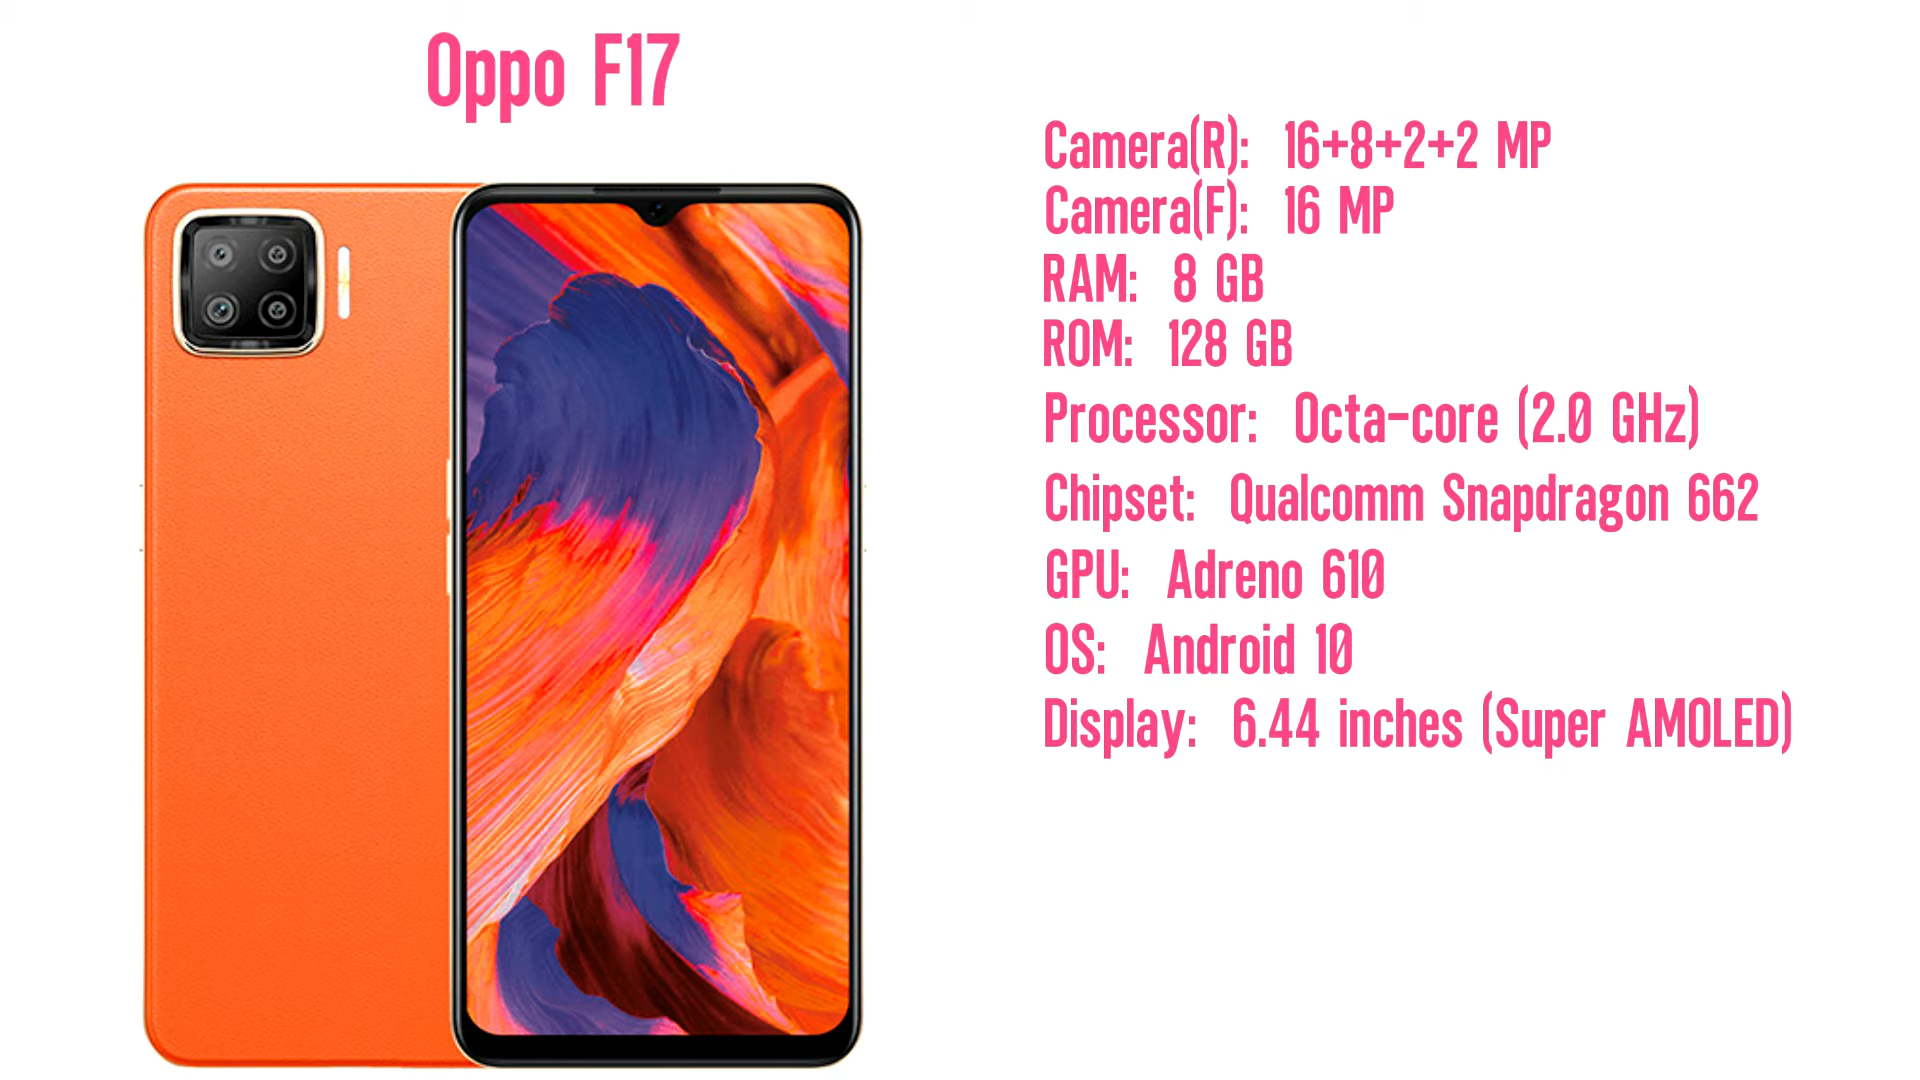 Oppo F17
Camera(R): 16+8+2+2 MP
Camera(F): 16 MP
RAM: 8 GB
ROM: 128 GB
Processor: Octa-core (2.0 GHz)
Chipset: Qualcomm Snapdragon 662
GPU: Adreno 610
OS: Android 10
Display: 6.44 inches (Super AMOLED)